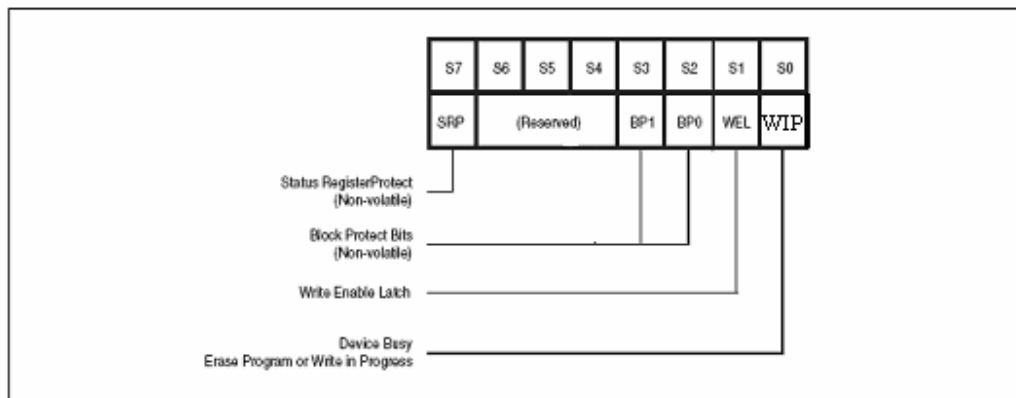 S7 S6 S5 S4 S3 S2 S1 S0
SRP (Reserved) BP1 BP0 WEL WIP
Status RegisterProtect
(Non-volatile)
Block Protect Bits
(Non-volatile)
Write Enable Latch
Device Busy
Erase Program or Write in Progress